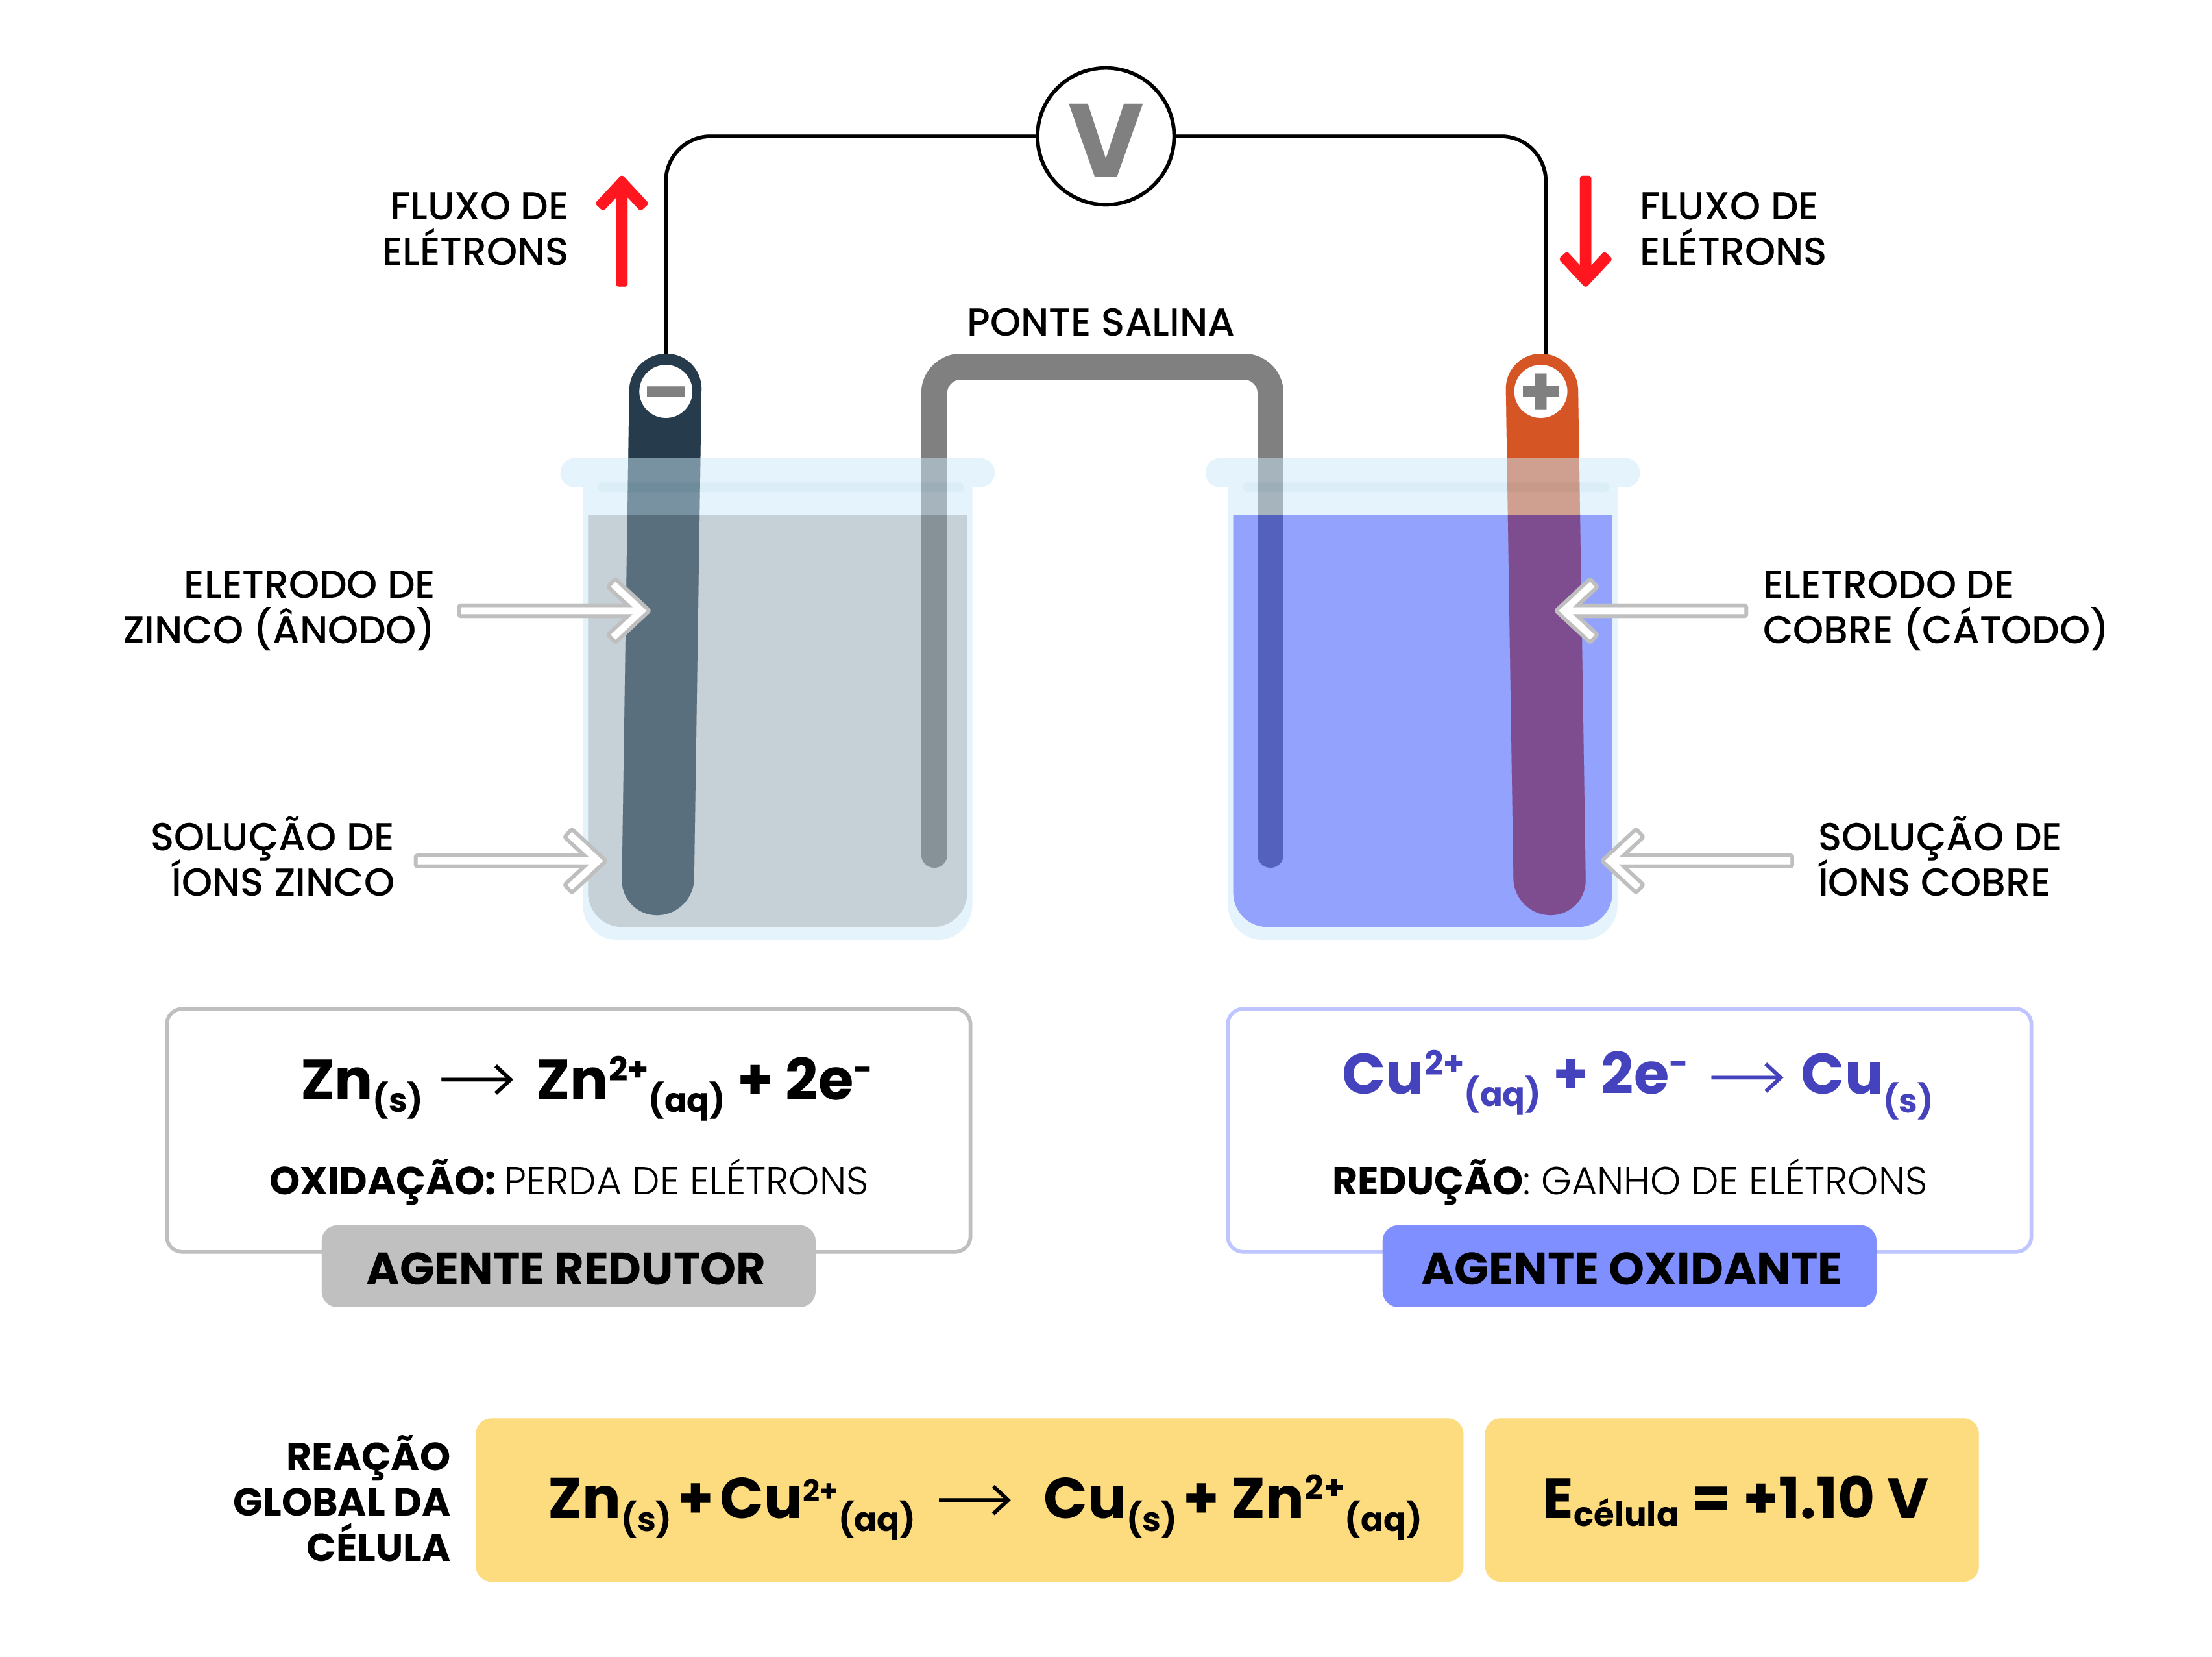 V
FLUXO DE
ELÉTRONS
FLUXO DE
ELÉTRONS
PONTE SALINA
−
+
ELETRODO DE
ZINCO (ÂNODO)
ELETRODO DE
COBRE (CÁTODO)
SOLUÇÃO DE
ÍONS ZINCO
SOLUÇÃO DE
ÍONS COBRE
Zn(s) ⟶ Zn²⁺(aq) + 2e⁻
OXIDAÇÃO: PERDA DE ELÉTRONS
AGENTE REDUTOR
Cu²⁺(aq) + 2e⁻ ⟶ Cu(s)
REDUÇÃO: GANHO DE ELÉTRONS
AGENTE OXIDANTE
REAÇÃO
GLOBAL DA
CÉLULA
Zn(s) + Cu²⁺(aq) ⟶ Cu(s) + Zn²⁺(aq)
Ecélula = +1.10 V